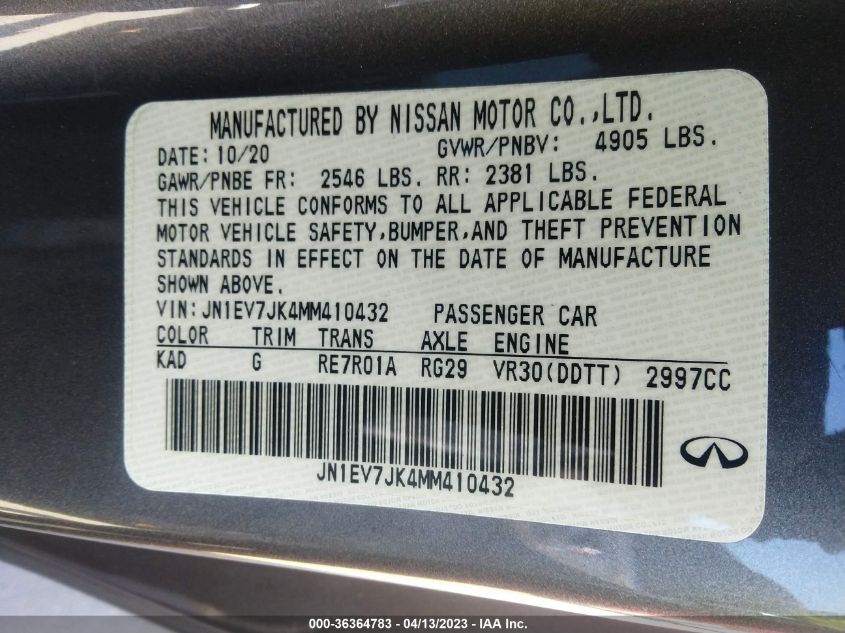 MANUFACTURED BY NISSAN MOTOR CO.,LTD.
DATE: 10/20 GVWR/PNBV: 4905 LBS.
GAWR/PNBE FR: 2546 LBS. RR: 2381 LBS.
THIS VEHICLE CONFORMS TO ALL APPLICABLE FEDERAL
MOTOR VEHICLE SAFETY,BUMPER,AND THEFT PREVENTION
STANDARDS IN EFFECT ON THE DATE OF MANUFACTURE
SHOWN ABOVE.
VIN:JN1EV7JK4MM410432 PASSENGER CAR
COLOR TRIM TRANS AXLE ENGINE
KAD G RE7R01A RG29 VR30(DDTT) 2997CC
JN1EV7JK4MM410432
000-36364783 - 04/13/2023 - IAA Inc.